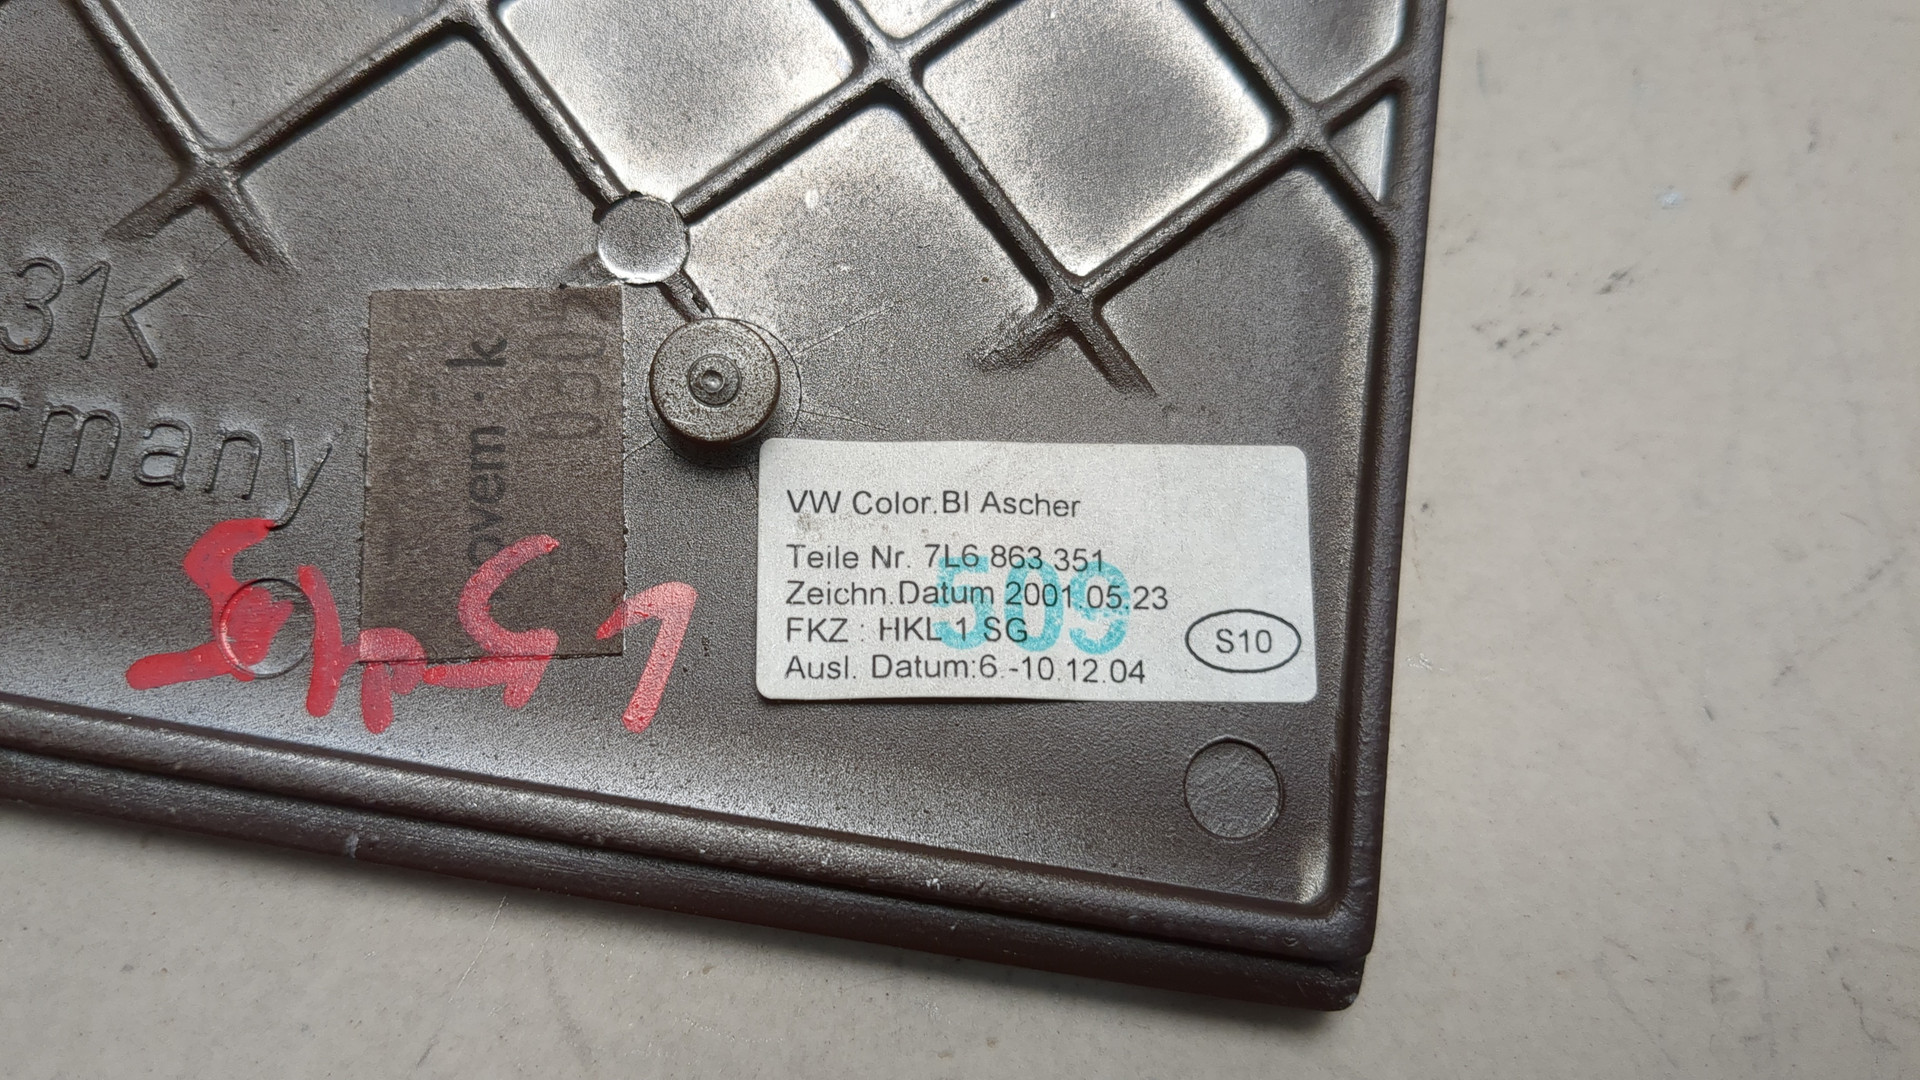 31K
rmany
ovem : k
VW Color.Bl Ascher
Teile Nr. 7L6 863 351
Zeichn.Datum 2001.05.23
FKZ : HKL 1 SG
Ausl. Datum:6.-10.12.04
S10
509